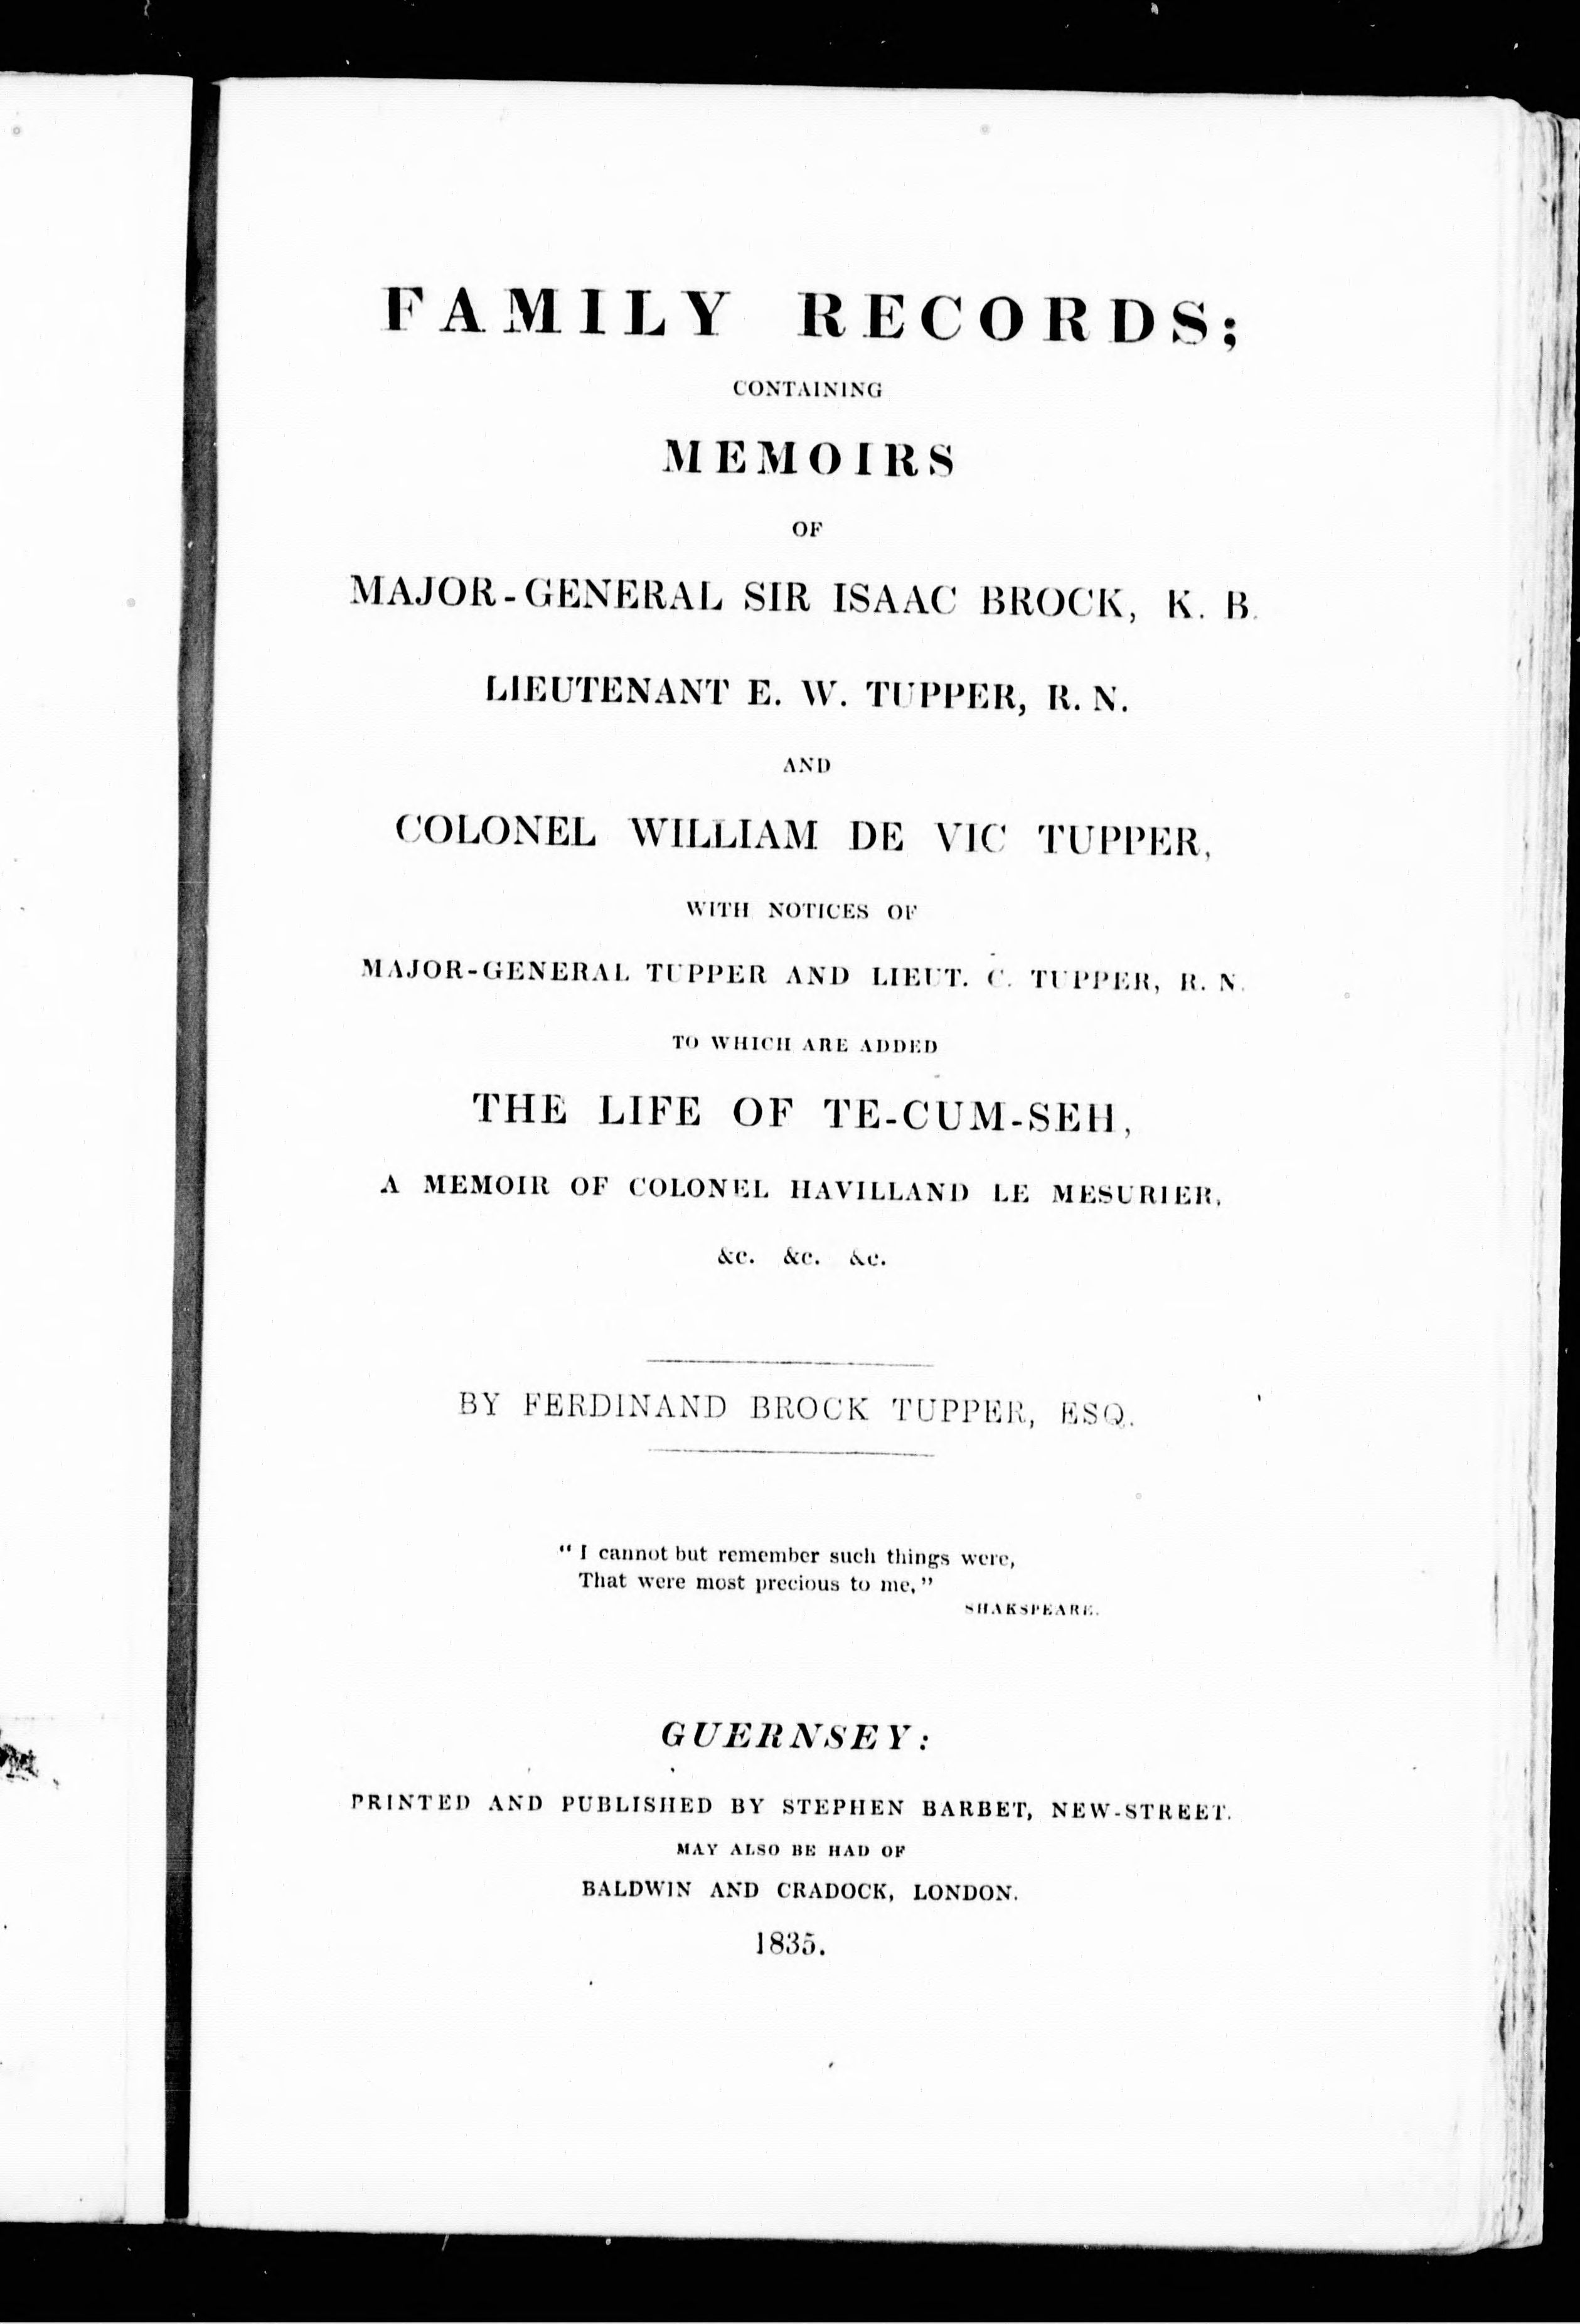 FAMILY RECORDS;
CONTAINING
MEMOIRS
OF
MAJOR-GENERAL SIR ISAAC BROCK, K. B.
LIEUTENANT E. W. TUPPER, R. N.
AND
COLONEL WILLIAM DE VIC TUPPER,
WITH NOTICES OF
MAJOR-GENERAL TUPPER AND LIEUT. C. TUPPER, R. N.
TO WHICH ARE ADDED
THE LIFE OF TE-CUM-SEH,
A MEMOIR OF COLONEL HAVILLAND LE MESURIER,
&c. &c. &c.
BY FERDINAND BROCK TUPPER, ESQ.
"I cannot but remember such things were,
That were most precious to me,"
SHAKSPEARE.
GUERNSEY:
PRINTED AND PUBLISHED BY STEPHEN BARBET, NEW-STREET.
MAY ALSO BE HAD OF
BALDWIN AND CRADOCK, LONDON.
1835.